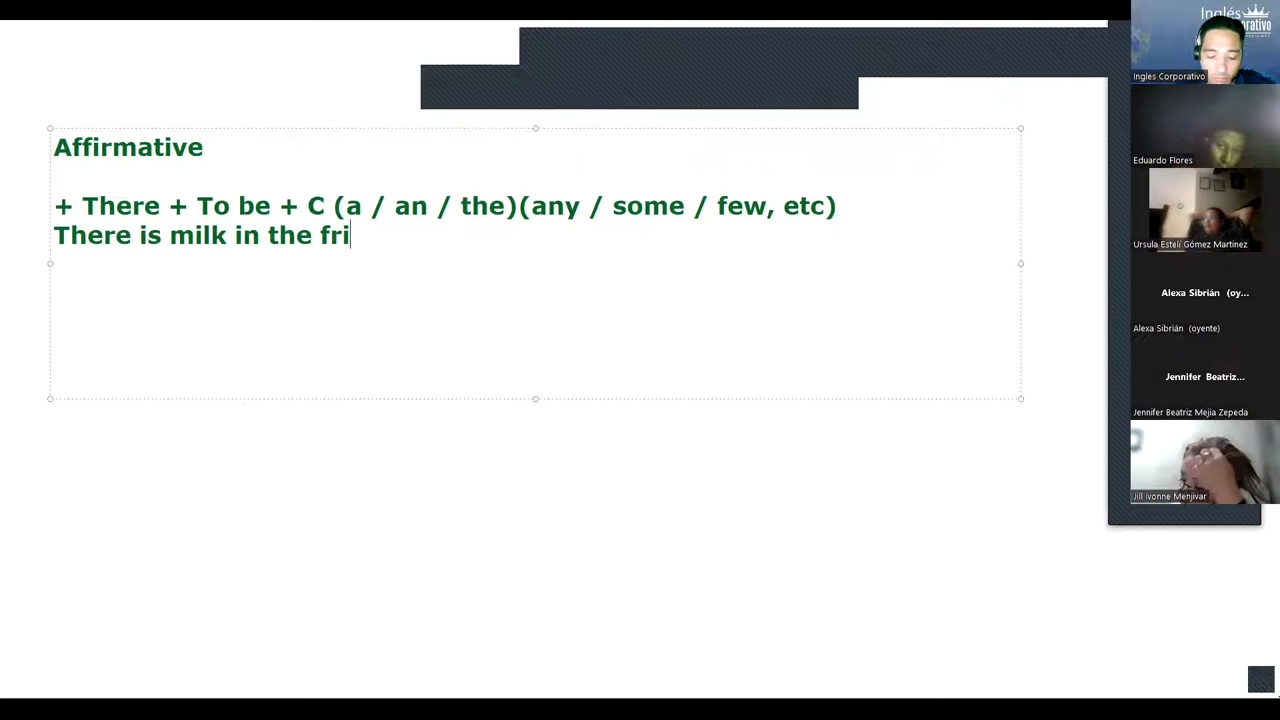 Affirmative
+ There + To be + C (a / an / the)(any / some / few, etc)
There is milk in the fri
Inglés
orativo
Ingles Corporativo
Eduardo Flores
Ursula Estelí Gómez Martinez
Alexa Sibrián (oy...
Alexa Sibrián (oyente)
Jennifer Beatriz...
Jennifer Beatriz Mejia Zepeda
Jill Ivonne Menjivar